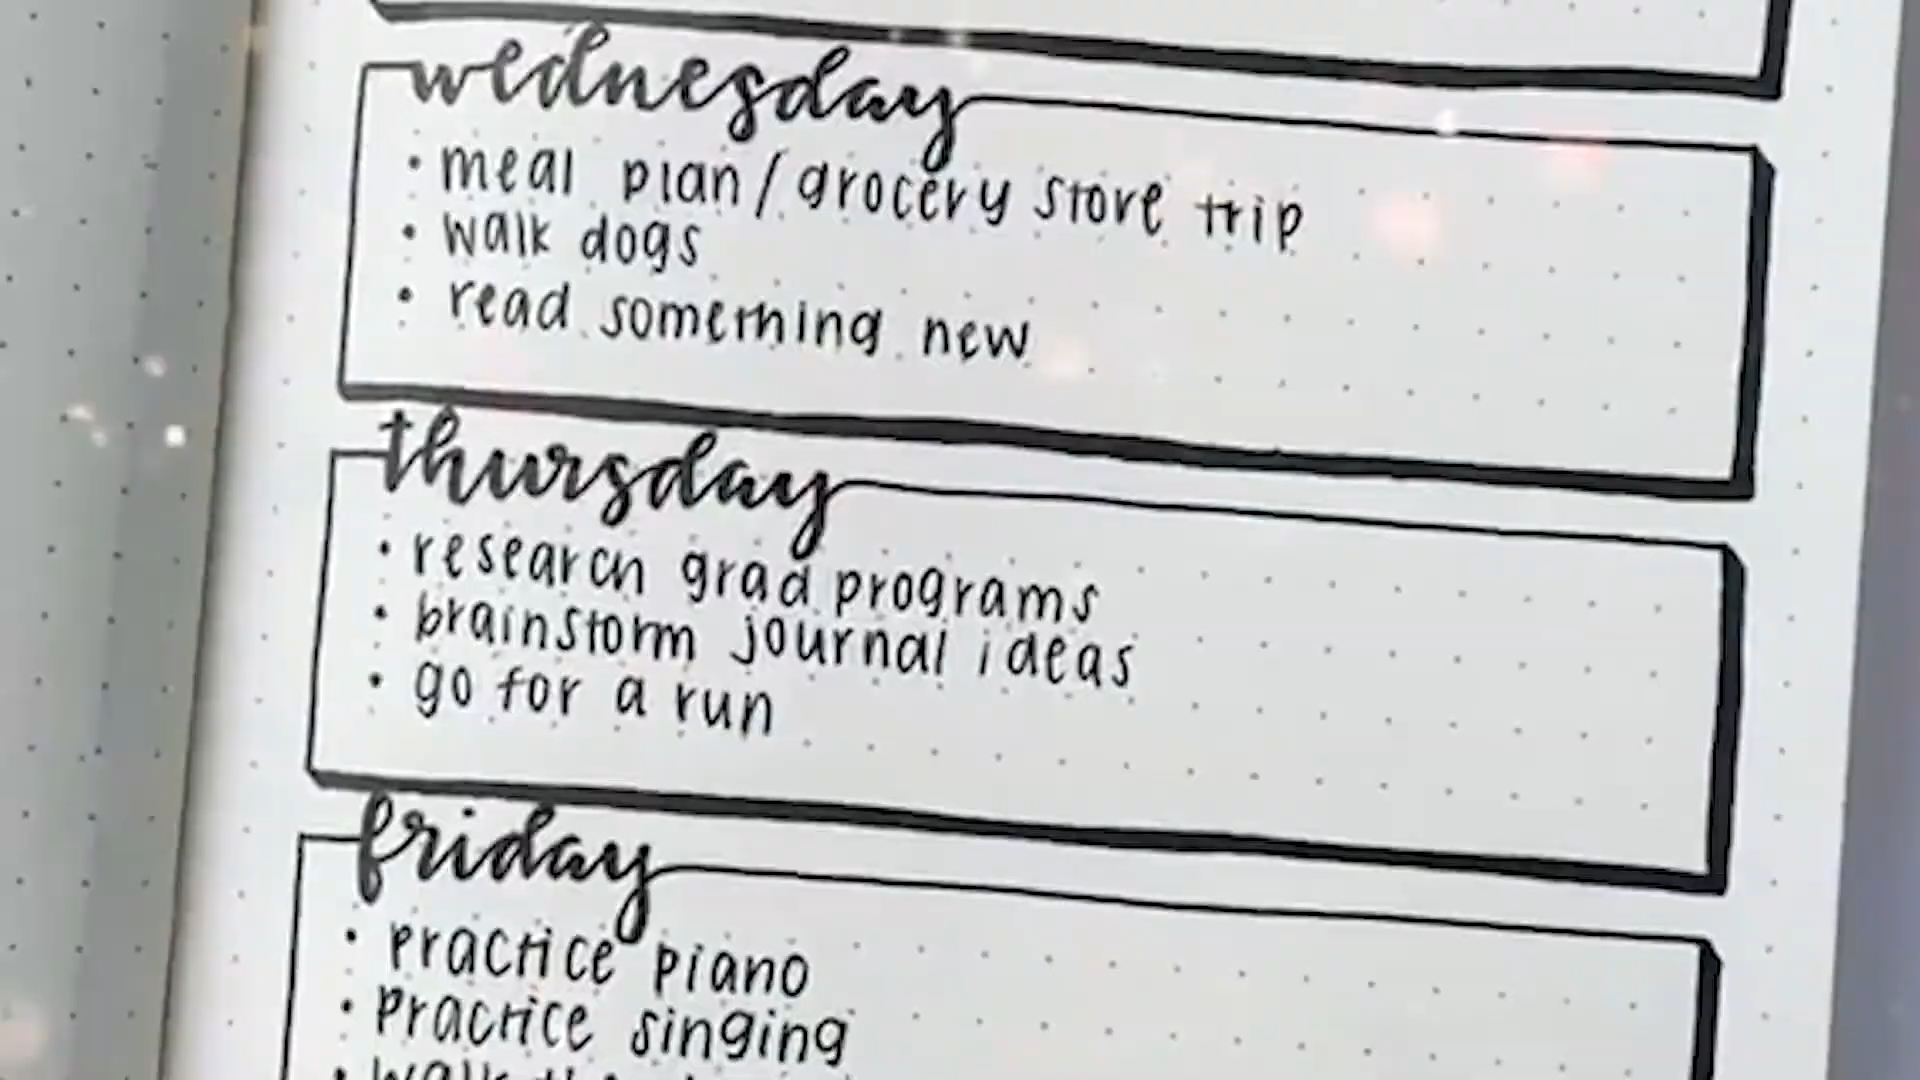 wednesday
• meal plan/grocery store trip
• walk dogs
• read something new
thursday
• research grad programs
• brainstorm journal ideas
• go for a run
friday
• practice piano
• practice singing
• walk